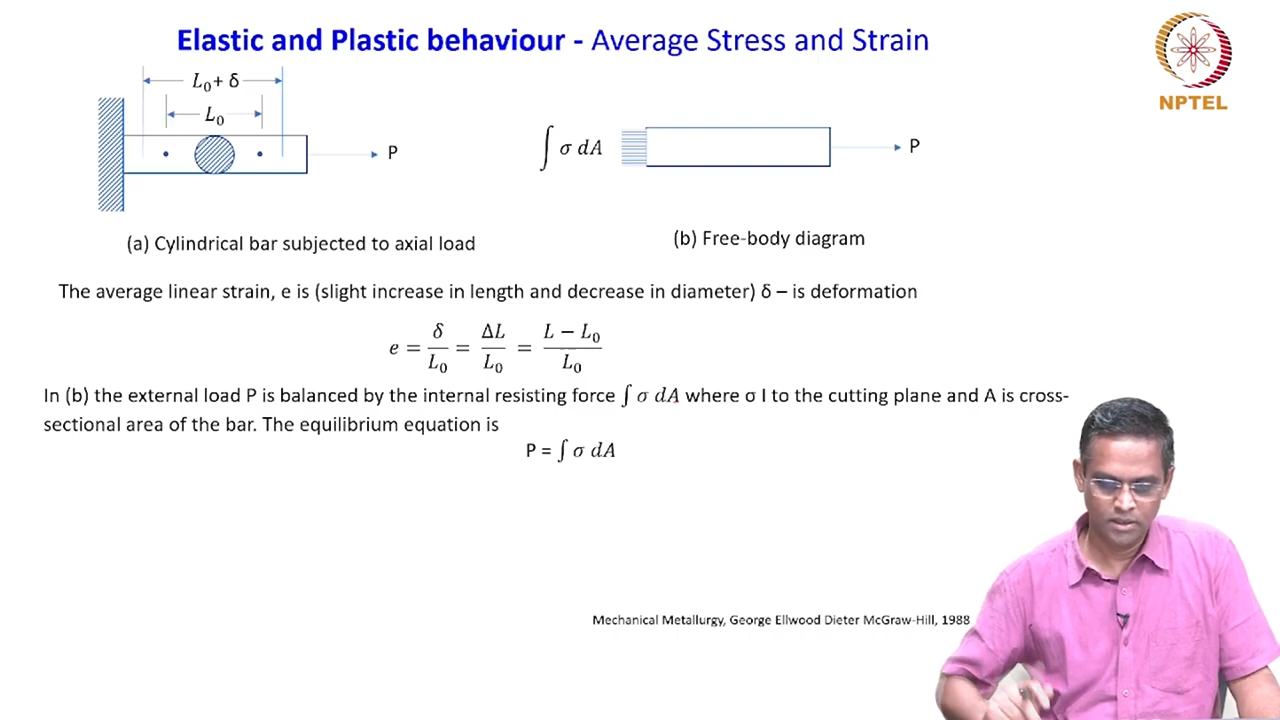 Elastic and Plastic behaviour - Average Stress and Strain
NPTEL
L₀ + δ
L₀
P
∫ σ dA
P
(a) Cylindrical bar subjected to axial load
(b) Free-body diagram
The average linear strain, e is (slight increase in length and decrease in diameter) δ – is deformation
e = δ/L₀ = ΔL/L₀ = (L − L₀)/L₀
In (b) the external load P is balanced by the internal resisting force ∫ σ dA where σ I to the cutting plane and A is cross-
sectional area of the bar. The equilibrium equation is
P = ∫ σ dA
Mechanical Metallurgy, George Ellwood Dieter McGraw-Hill, 1988